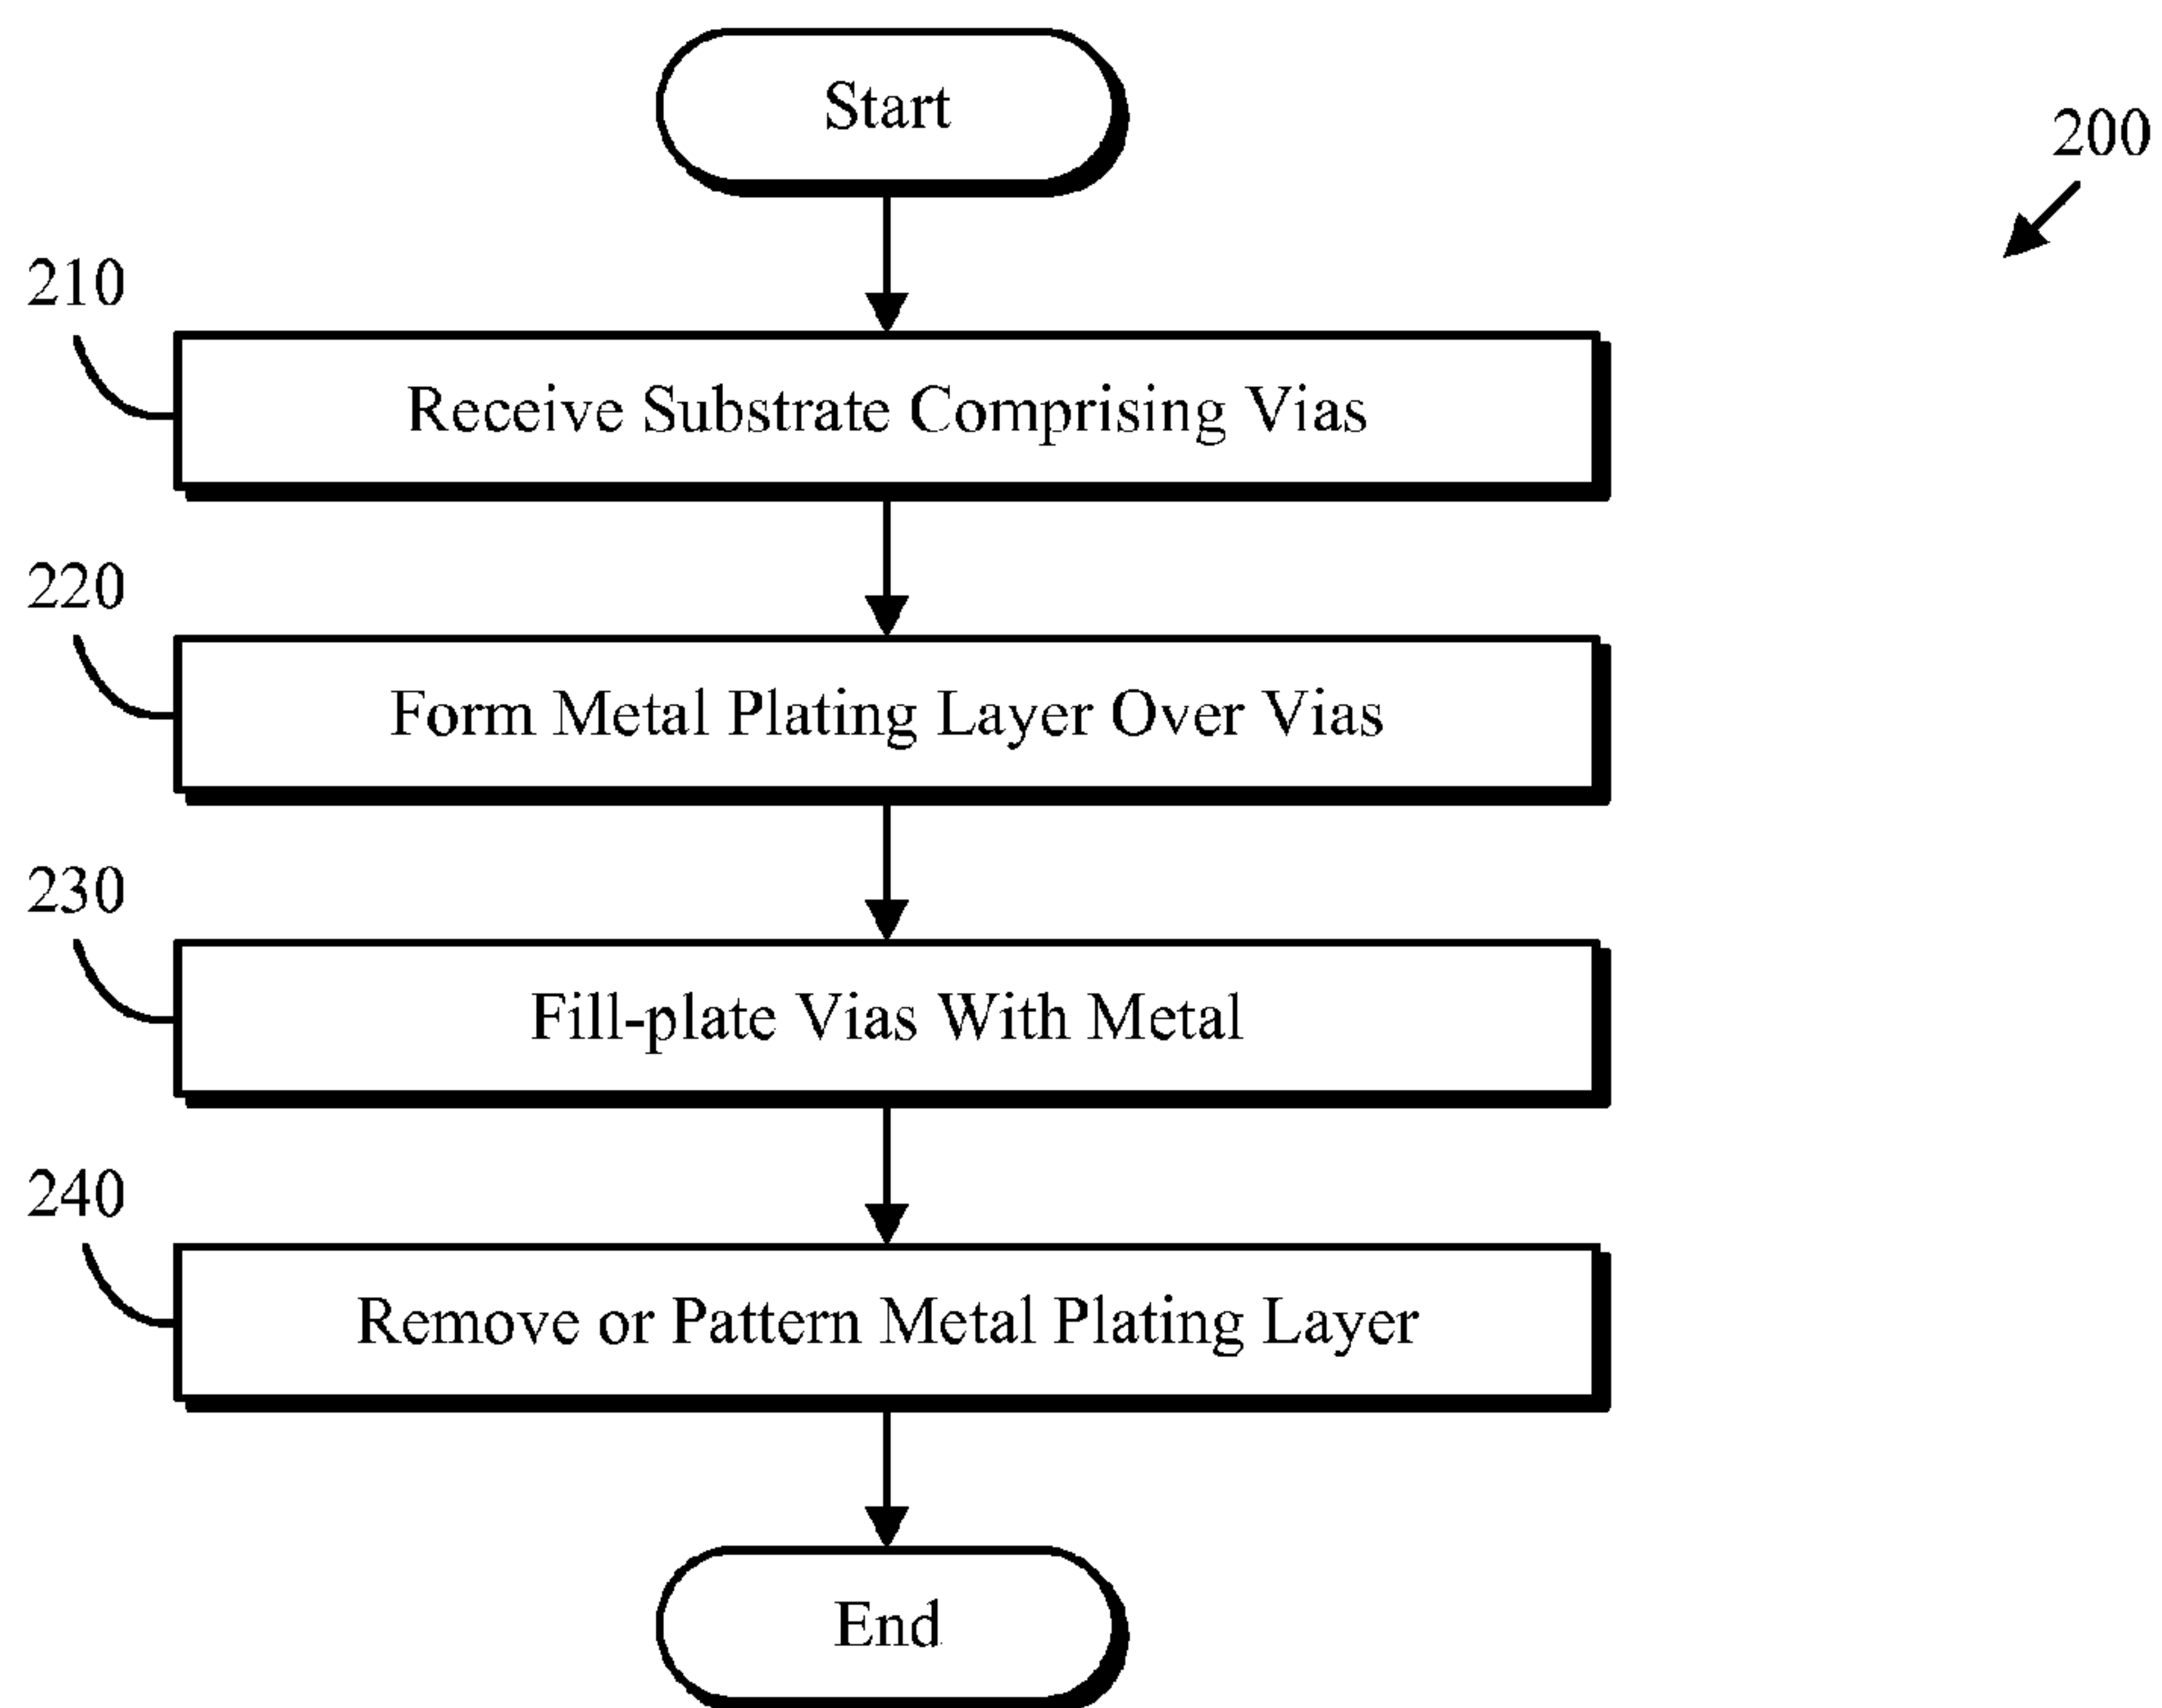 Start
200
210
Receive Substrate Comprising Vias
220
Form Metal Plating Layer Over Vias
230
Fill-plate Vias With Metal
240
Remove or Pattern Metal Plating Layer
End